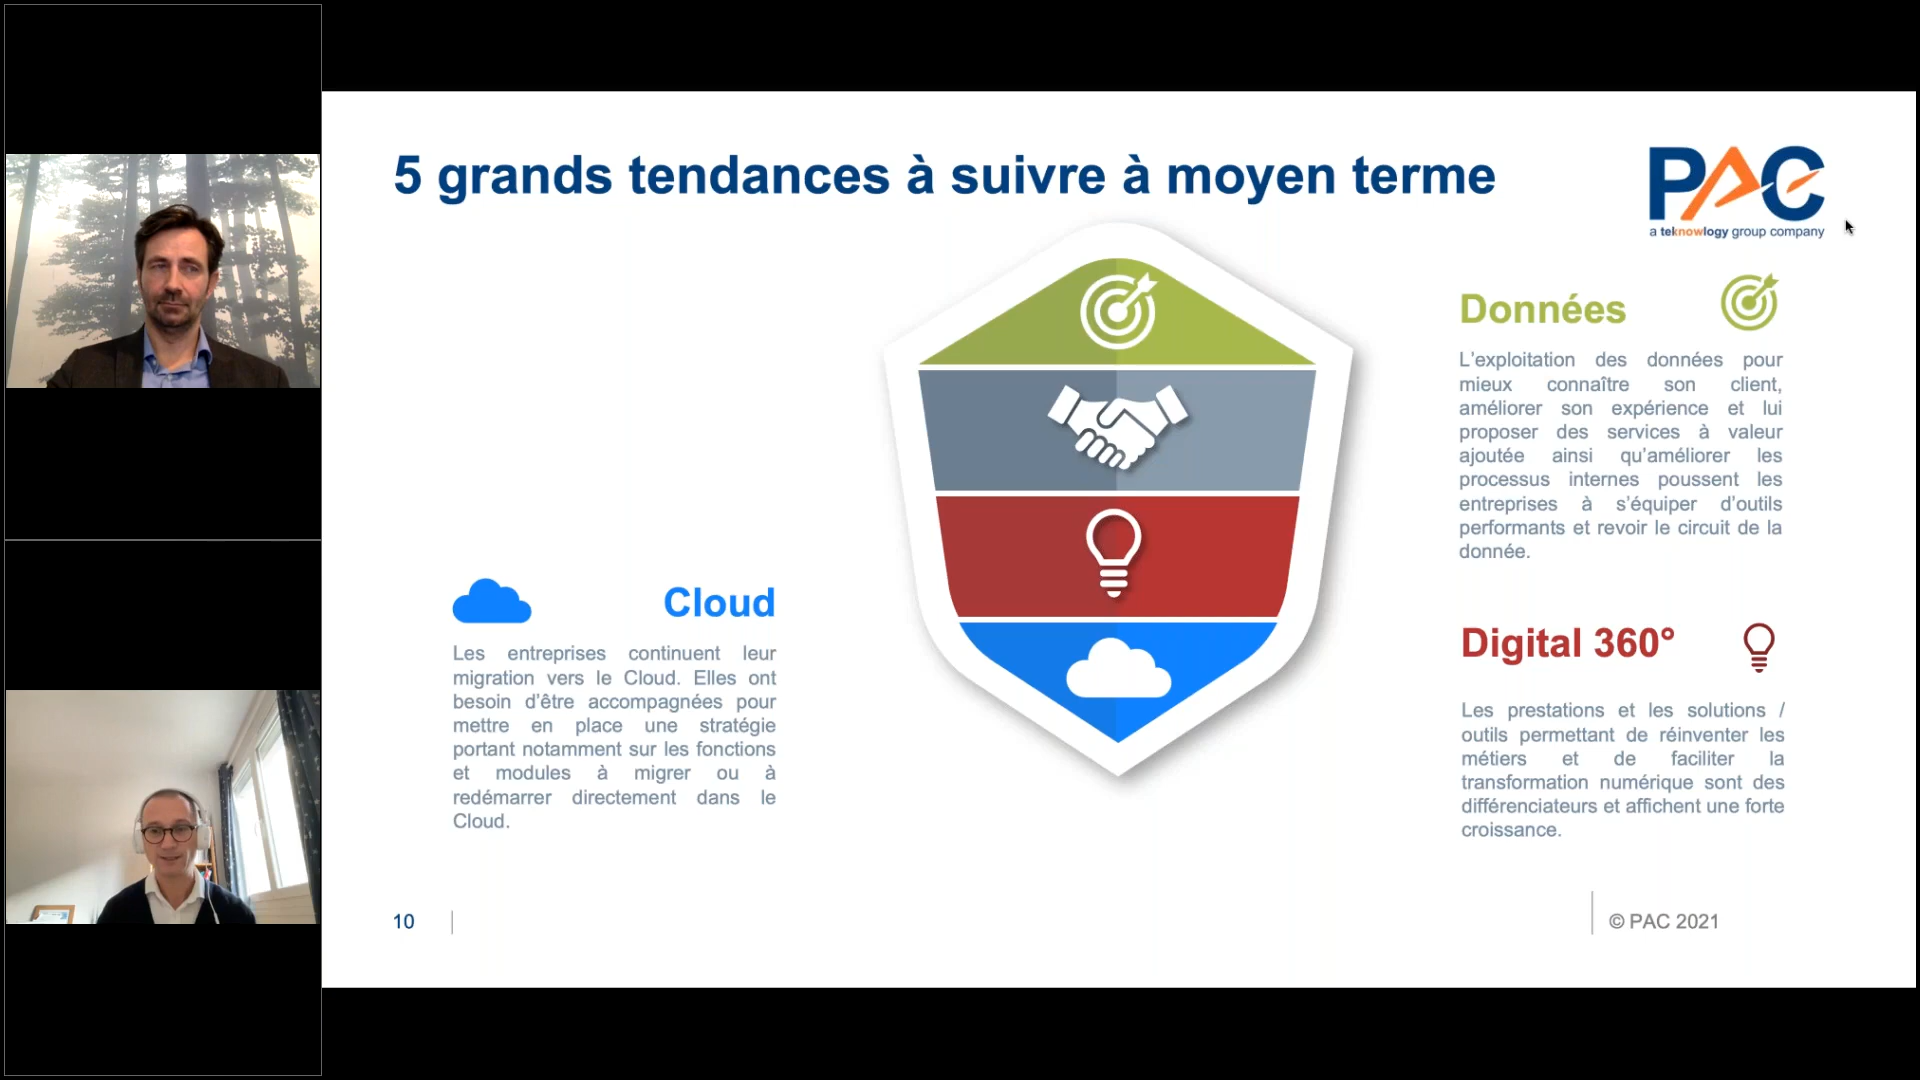 5 grands tendances à suivre à moyen terme
PAC
a teknowlogy group company
Données
L'exploitation des données pour
mieux connaître son client,
améliorer son expérience et lui
proposer des services à valeur
ajoutée ainsi qu'améliorer les
processus internes poussent les
entreprises à s'équiper d'outils
performants et revoir le circuit de la
donnée.
Cloud
Les entreprises continuent leur
migration vers le Cloud. Elles ont
besoin d'être accompagnées pour
mettre en place une stratégie
portant notamment sur les fonctions
et modules à migrer ou à
redémarrer directement dans le
Cloud.
Digital 360°
Les prestations et les solutions /
outils permettant de réinventer les
métiers et de faciliter la
transformation numérique sont des
différenciateurs et affichent une forte
croissance.
10
© PAC 2021